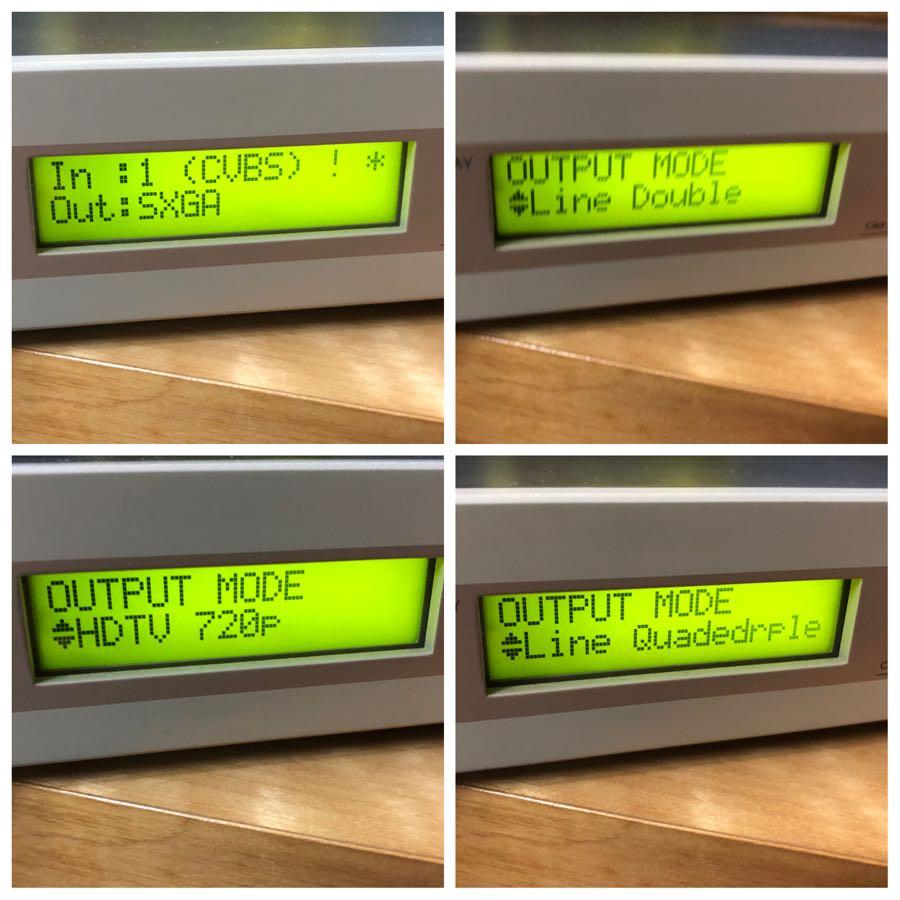 In :1 (CVBS) ! *
Out:SXGA
OUTPUT MODE
Line Double
OUTPUT MODE
HDTV 720p
OUTPUT MODE
Line Quadedrple